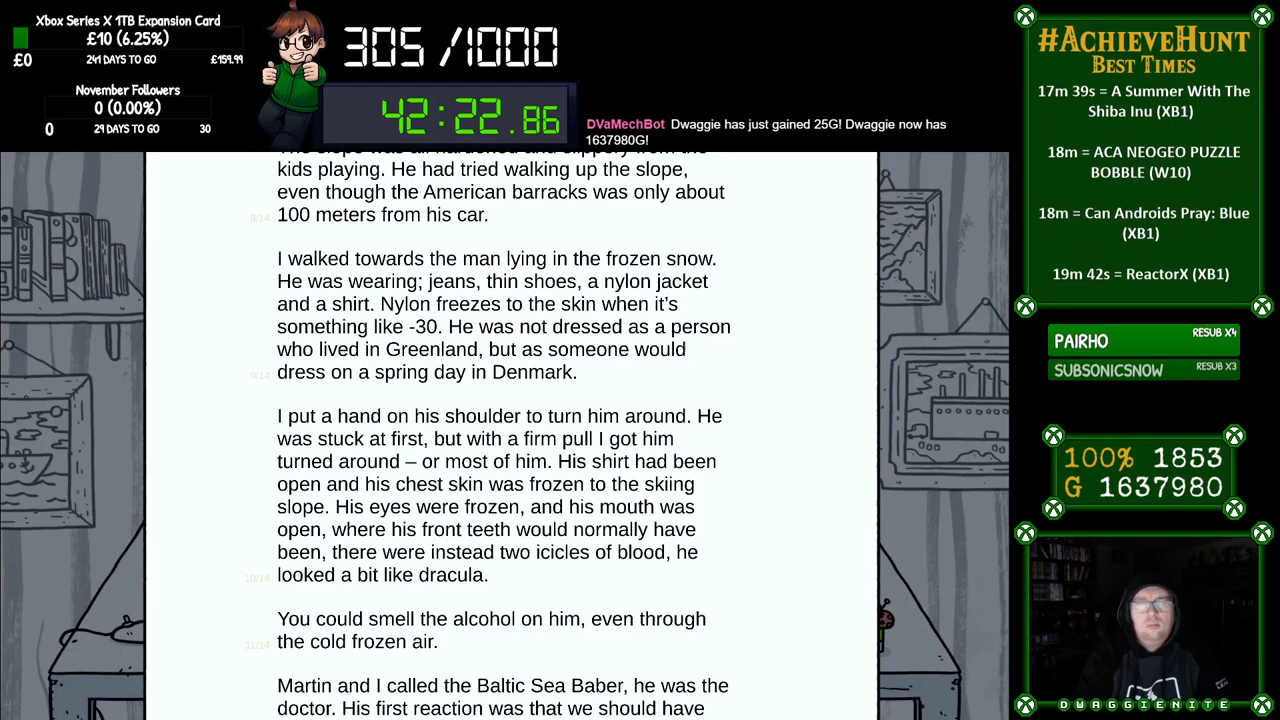 Xbox Series X 1TB Expansion Card
£10 (6.25%)
£0
241 DAYS TO GO
£159.99
November Followers
0 (0.00%)
0
29 DAYS TO GO
30
305 /1000
42:22.86
DVaMechBot Dwaggie has just gained 25G! Dwaggie now has
1637980G!
kids playing. He had tried walking up the slope,
even though the American barracks was only about
8/14 100 meters from his car.
I walked towards the man lying in the frozen snow.
He was wearing; jeans, thin shoes, a nylon jacket
and a shirt. Nylon freezes to the skin when it’s
something like -30. He was not dressed as a person
who lived in Greenland, but as someone would
9/14 dress on a spring day in Denmark.
I put a hand on his shoulder to turn him around. He
was stuck at first, but with a firm pull I got him
turned around – or most of him. His shirt had been
open and his chest skin was frozen to the skiing
slope. His eyes were frozen, and his mouth was
open, where his front teeth would normally have
been, there were instead two icicles of blood, he
10/14 looked a bit like dracula.
You could smell the alcohol on him, even through
11/14 the cold frozen air.
Martin and I called the Baltic Sea Baber, he was the
doctor. His first reaction was that we should have
#ACHIEVEHUNT
BEST TIMES
17m 39s = A Summer With The
Shiba Inu (XB1)
18m = ACA NEOGEO PUZZLE
BOBBLE (W10)
18m = Can Androids Pray: Blue
(XB1)
19m 42s = ReactorX (XB1)
PAIRHO
RESUB X4
SUBSONICSNOW
RESUB X3
100% 1853
G 1637980
DWAGGIENITE